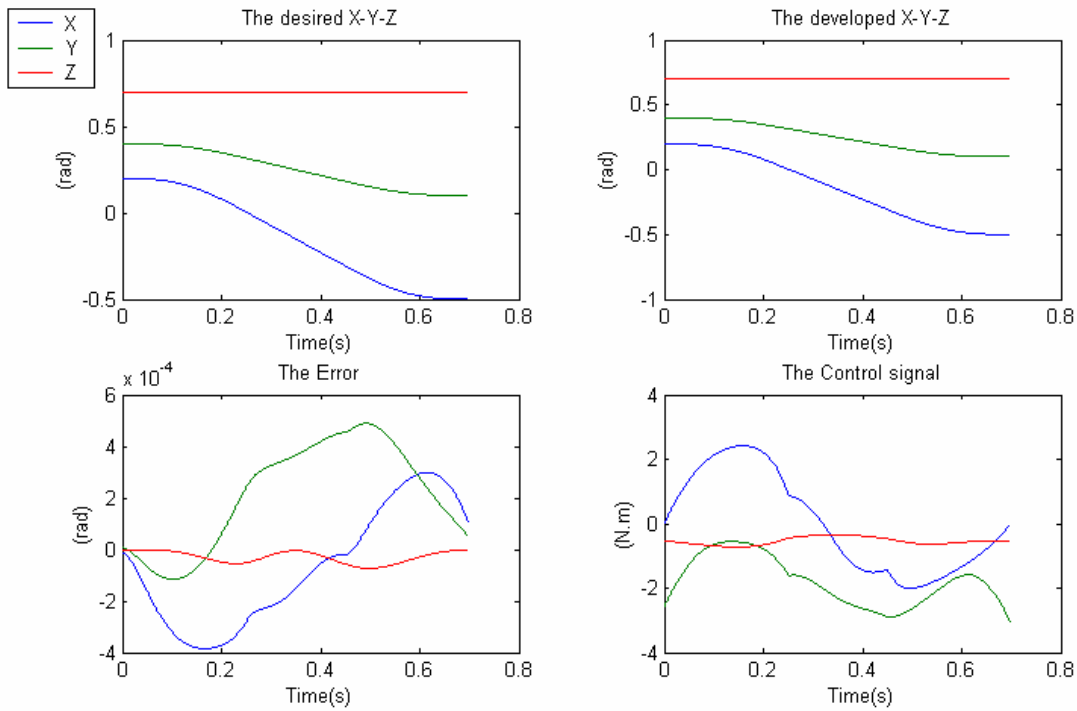 The desired X-Y-Z
The developed X-Y-Z
X
Y
Z
1
0.5
0
-0.5
(rad)
0
0.2
0.4
0.6
0.8
Time(s)
1
0.5
0
-0.5
-1
(rad)
0
0.2
0.4
0.6
0.8
Time(s)
x 10-4
The Error
6
4
2
0
-2
-4
(rad)
0
0.2
0.4
0.6
0.8
Time(s)
The Control signal
4
2
0
-2
-4
(N.m)
0
0.2
0.4
0.6
0.8
Time(s)